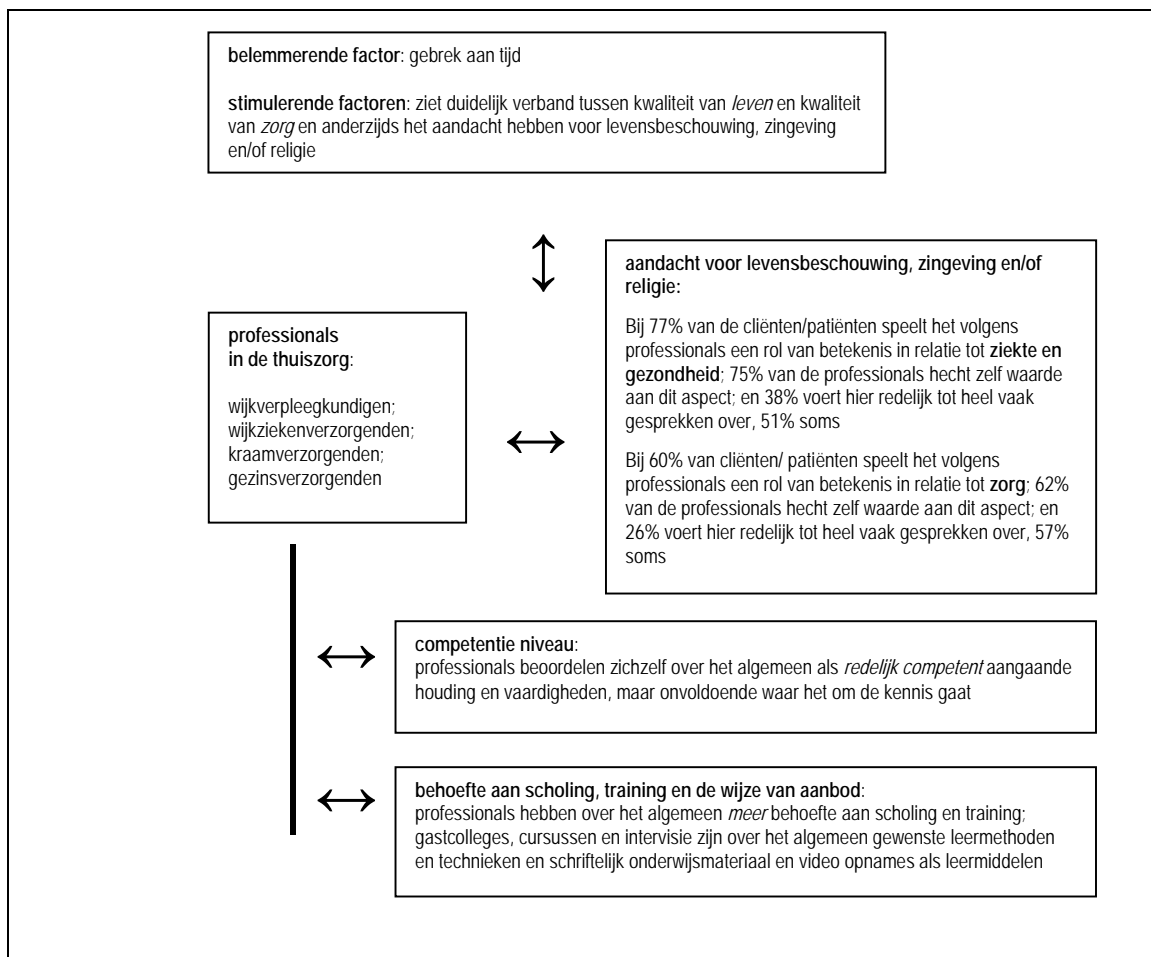 belemmerende factor: gebrek aan tijd
stimulerende factoren: ziet duidelijk verband tussen kwaliteit van leven en kwaliteit
van zorg en anderzijds het aandacht hebben voor levensbeschouwing, zingeving
en/of religie
professionals
in de thuiszorg:
wijkverpleegkundigen;
wijkziekenverzorgenden;
kraamverzorgenden;
gezinsverzorgenden
aandacht voor levensbeschouwing, zingeving en/of
religie:
Bij 77% van de cliënten/patiënten speelt het volgens
professionals een rol van betekenis in relatie tot ziekte en
gezondheid; 75% van de professionals hecht zelf waarde
aan dit aspect; en 38% voert hier redelijk tot heel vaak
gesprekken over, 51% soms
Bij 60% van cliënten/ patiënten speelt het volgens
professionals een rol van betekenis in relatie tot zorg; 62%
van de professionals hecht zelf waarde aan dit aspect; en
26% voert hier redelijk tot heel vaak gesprekken over, 57%
soms
competentie niveau:
professionals beoordelen zichzelf over het algemeen als redelijk competent aangaande
houding en vaardigheden, maar onvoldoende waar het om de kennis gaat
behoefte aan scholing, training en de wijze van aanbod:
professionals hebben over het algemeen meer behoefte aan scholing en training;
gastcolleges, cursussen en intervisie zijn over het algemeen gewenste leermethoden
en technieken en schriftelijk onderwijsmateriaal en video opnames als leermiddelen